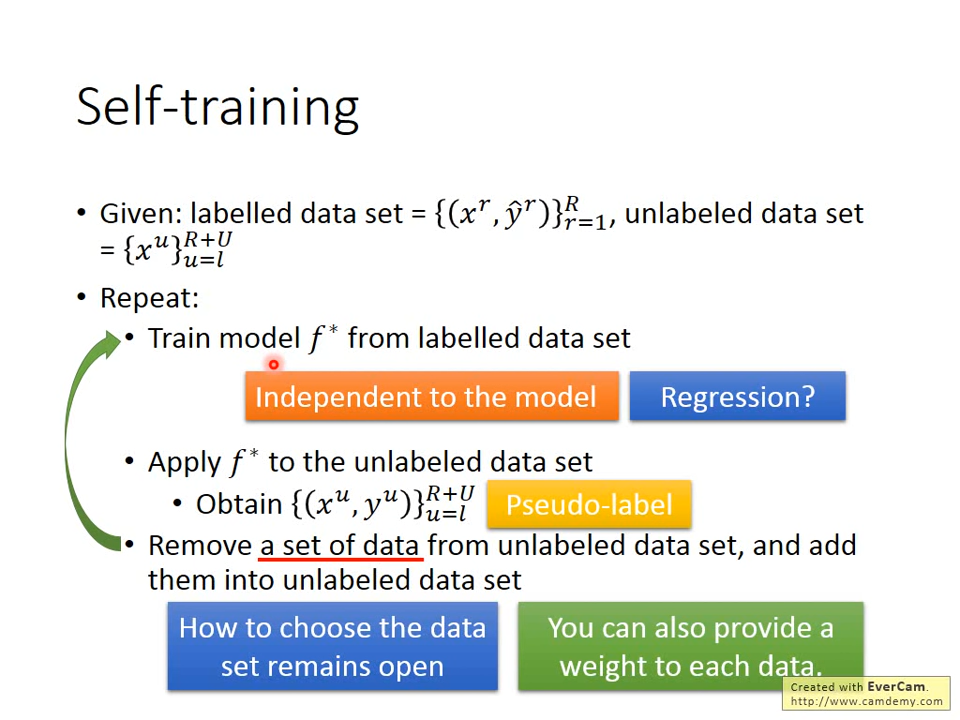 Self-training
• Given: labelled data set = {(x^r, ŷ^r)}_{r=1}^R, unlabeled data set
= {x^u}_{u=l}^{R+U}
• Repeat:
• Train model f* from labelled data set
Independent to the model
Regression?
• Apply f* to the unlabeled data set
• Obtain {(x^u, y^u)}_{u=l}^{R+U}
Pseudo-label
• Remove a set of data from unlabeled data set, and add
them into unlabeled data set
How to choose the data
set remains open
You can also provide a
weight to each data.
Created with EverCam.
http://www.camdemy.com